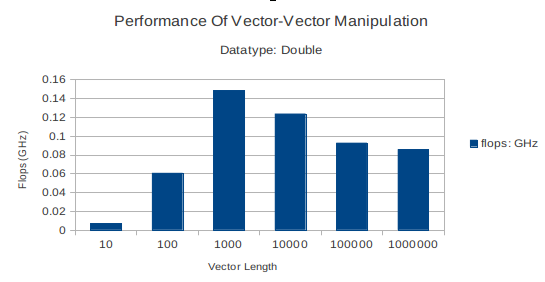 Performance Of Vector-Vector Manipulation
Datatype: Double
Flops (GHz)
0.16
0.14
0.12
0.1
0.08
0.06
0.04
0.02
0
10 100 1000 10000 100000 1000000
Vector Length
flops: GHz